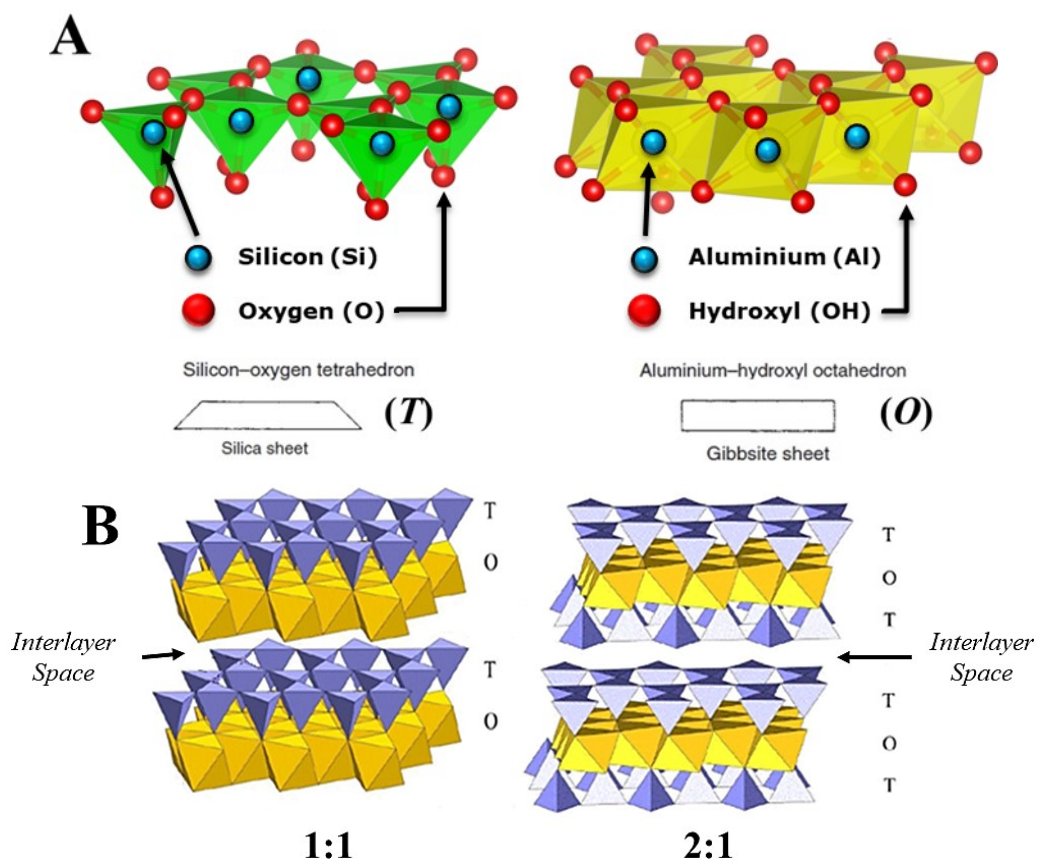 A
Silicon (Si)
Oxygen (O)
Silicon–oxygen tetrahedron
(T)
Silica sheet
Aluminium (Al)
Hydroxyl (OH)
Aluminium–hydroxyl octahedron
(O)
Gibbsite sheet
B
T
O
T
O
Interlayer
Space
1:1
T
O
T
T
O
T
Interlayer
Space
2:1